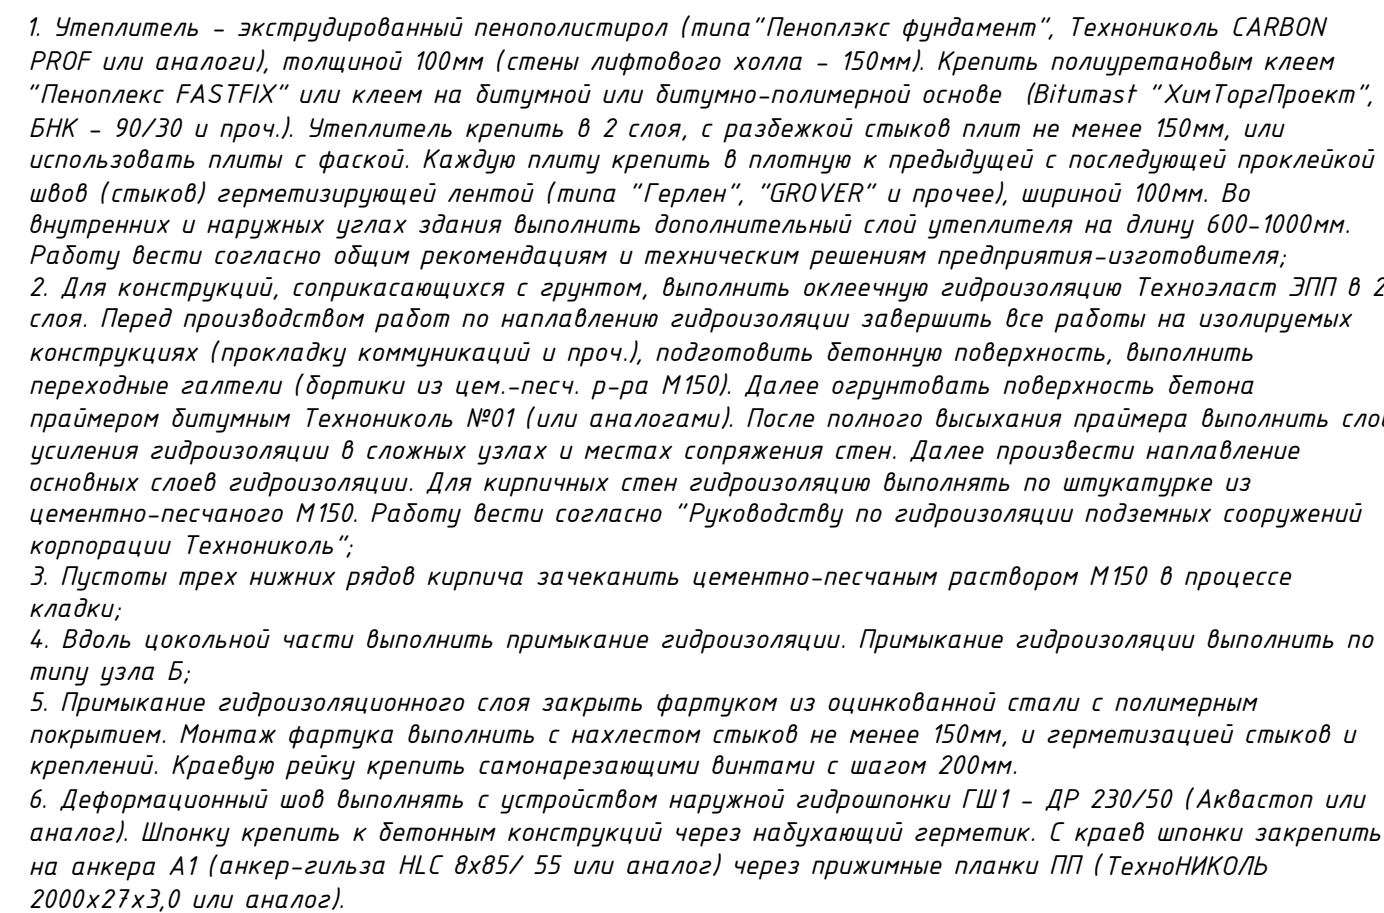 1. Утеплитель - экструдированный пенополистирол (типа"Пеноплэкс фундамент", Технониколь CARBON
PROF или аналоги), толщиной 100мм (стены лифтового холла - 150мм). Крепить полиуретановым клеем
"Пеноплекс FASTFIX" или клеем на битумной или битумно-полимерной основе (Bitumast "ХимТоргПроект",
БНК - 90/30 и проч.). Утеплитель крепить в 2 слоя, с разбежкой стыков плит не менее 150мм, или
использовать плиты с фаской. Каждую плиту крепить в плотную к предыдущей с последующей проклейкой
швов (стыков) герметизирующей лентой (типа "Герлен", "GROVER" и прочее), шириной 100мм. Во
внутренних и наружных углах здания выполнить дополнительный слой утеплителя на длину 600-1000мм.
Работу вести согласно общим рекомендациям и техническим решениям предприятия-изготовителя;
2. Для конструкций, соприкасающихся с грунтом, выполнить оклеечную гидроизоляцию Техноэласт ЭПП в 2
слоя. Перед производством работ по наплавлению гидроизоляции завершить все работы на изолируемых
конструкциях (прокладку коммуникаций и проч.), подготовить бетонную поверхность, выполнить
переходные галтели (бортики из цем.-песч. р-ра М150). Далее огрунтовать поверхность бетона
праймером битумным Технониколь №01 (или аналогами). После полного высыхания праймера выполнить
усиления гидроизоляции в сложных узлах и местах сопряжения стен. Далее произвести наплавление
основных слоев гидроизоляции. Для кирпичных стен гидроизоляцию выполнять по штукатурке из
цементно-песчаного М150. Работу вести согласно "Руководству по гидроизоляции подземных сооружений
корпорации Технониколь";
3. Пустоты трех нижних рядов кирпича зачеканить цементно-песчаным раствором М150 в процессе
кладки;
4. Вдоль цокольной части выполнить примыкание гидроизоляции. Примыкание гидроизоляции выполнить по
типу узла Б;
5. Примыкание гидроизоляционного слоя закрыть фартуком из оцинкованной стали с полимерным
покрытием. Монтаж фартука выполнить с нахлестом стыков не менее 150мм, и герметизацией стыков и
креплений. Краевую рейку крепить самонарезающими винтами с шагом 200мм.
6. Деформационный шов выполнять с устройством наружной гидрошпонки ГШ1 - ДР 230/50 (Аквастоп или
аналог). Шпонку крепить к бетонным конструкций через набухающий герметик. С краев шпонки закрепить
на анкера А1 (анкер-гильза HLC 8х85/ 55 или аналог) через прижимные планки ПП (ТехноНИКОЛЬ
2000х27х3,0 или аналог).